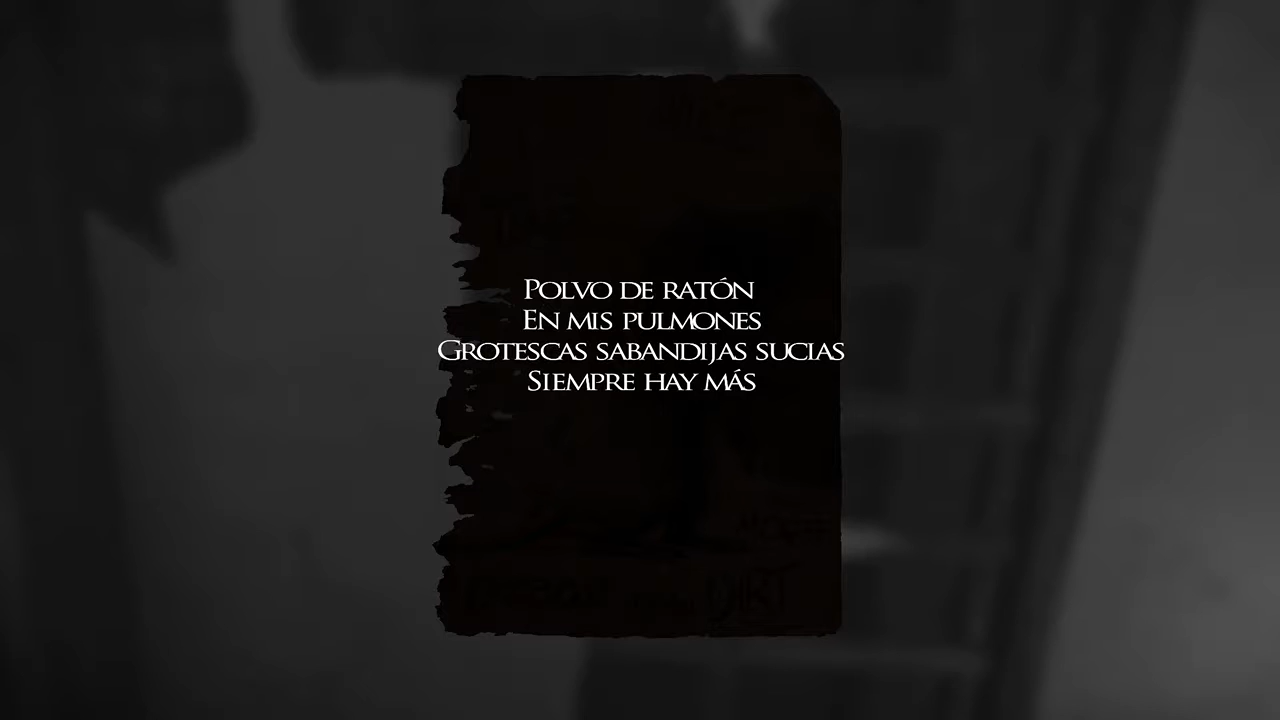 Polvo de ratón
En mis pulmones
Grotescas sabandijas sucias
Siempre hay más